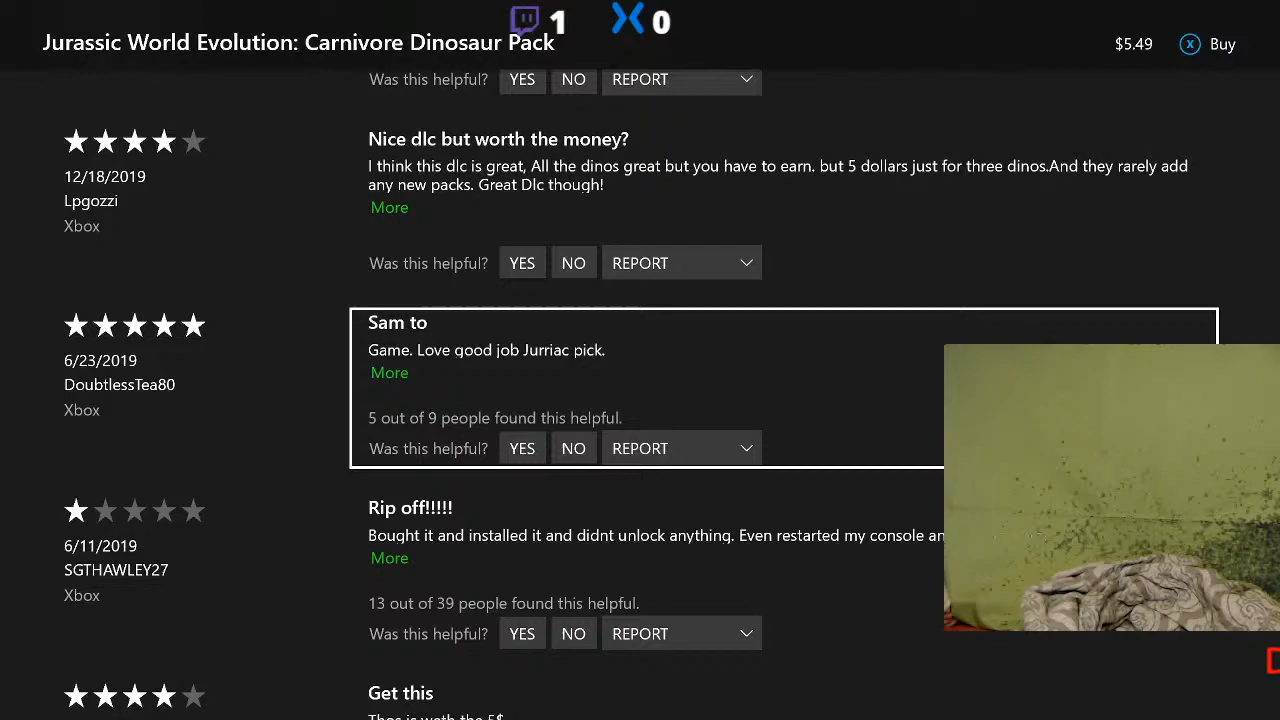 1 0
Jurassic World Evolution: Carnivore Dinosaur Pack $5.49 X Buy
Was this helpful? YES NO REPORT
Nice dlc but worth the money?
I think this dlc is great, All the dinos great but you have to earn. but 5 dollars just for three dinos.And they rarely add
any new packs. Great Dlc though!
More
12/18/2019
Lpgozzi
Xbox
Was this helpful? YES NO REPORT
Sam to
Game. Love good job Jurriac pick.
More
6/23/2019
DoubtlessTea80
Xbox
5 out of 9 people found this helpful.
Was this helpful? YES NO REPORT
Rip off!!!!!
Bought it and installed it and didnt unlock anything. Even restarted my console
More
6/11/2019
SGTHAWLEY27
Xbox
13 out of 39 people found this helpful.
Was this helpful? YES NO REPORT
Get this
Thos is weth the 5$